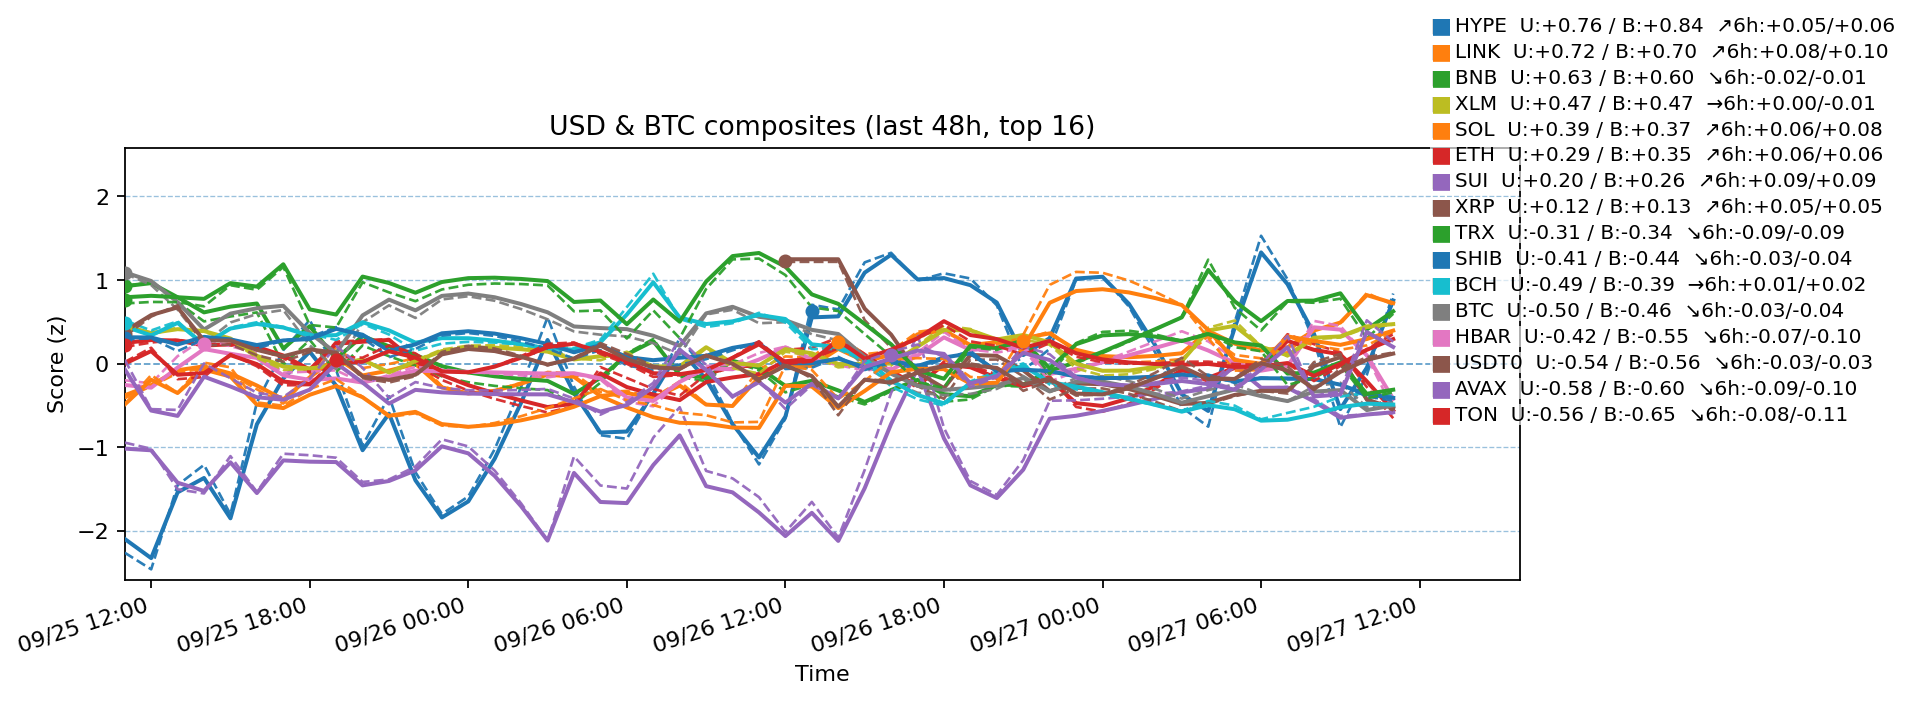 HYPE  U:+0.76 / B:+0.84  ↗6h:+0.05/+0.06
LINK  U:+0.72 / B:+0.70  ↗6h:+0.08/+0.10
BNB  U:+0.63 / B:+0.60  ↘6h:-0.02/-0.01
XLM  U:+0.47 / B:+0.47  →6h:+0.00/-0.01
SOL  U:+0.39 / B:+0.37  ↗6h:+0.06/+0.08
ETH  U:+0.29 / B:+0.35  ↗6h:+0.06/+0.06
SUI  U:+0.20 / B:+0.26  ↗6h:+0.09/+0.09
XRP  U:+0.12 / B:+0.13  ↗6h:+0.05/+0.05
TRX  U:-0.31 / B:-0.34  ↘6h:-0.09/-0.09
SHIB  U:-0.41 / B:-0.44  ↘6h:-0.03/-0.04
BCH  U:-0.49 / B:-0.39  →6h:+0.01/+0.02
BTC  U:-0.50 / B:-0.46  ↘6h:-0.03/-0.04
HBAR  U:-0.42 / B:-0.55  ↘6h:-0.07/-0.10
USDT0  U:-0.54 / B:-0.56  ↘6h:-0.03/-0.03
AVAX  U:-0.58 / B:-0.60  ↘6h:-0.09/-0.10
TON  U:-0.56 / B:-0.65  ↘6h:-0.08/-0.11
USD & BTC composites (last 48h, top 16)
Score (z)
2
1
0
−1
−2
09/25 12:00
09/25 18:00
09/26 00:00
09/26 06:00
09/26 12:00
09/26 18:00
09/27 00:00
09/27 06:00
09/27 12:00
Time